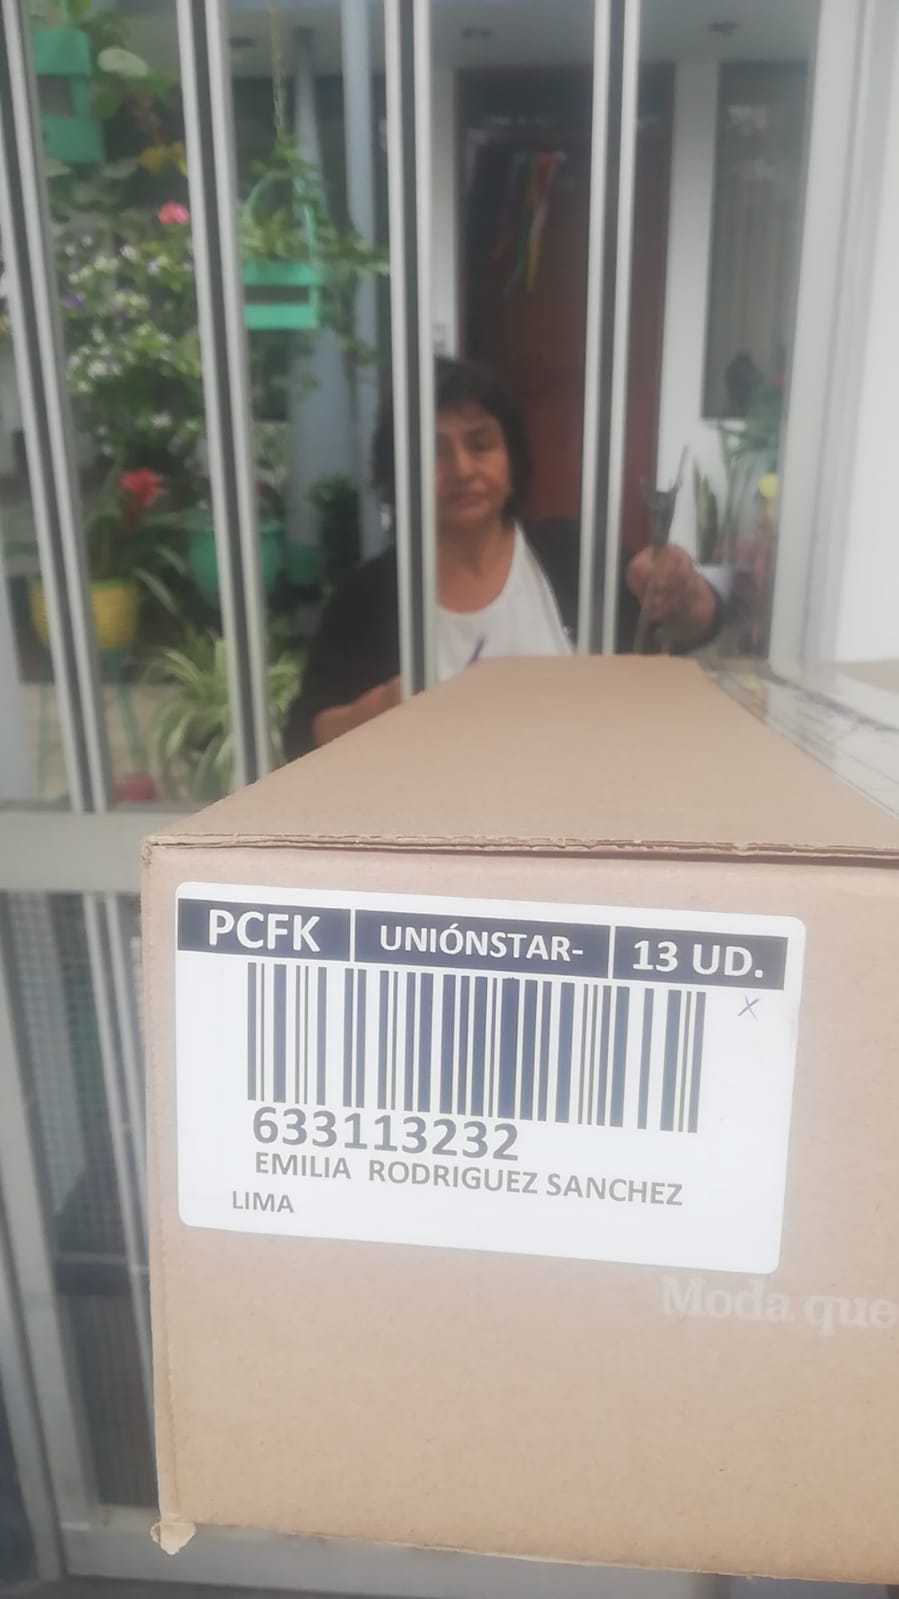 PCFK UNIÓNSTAR- 13 UD.
X
633113232
EMILIA RODRIGUEZ SANCHEZ
LIMA
Moda que